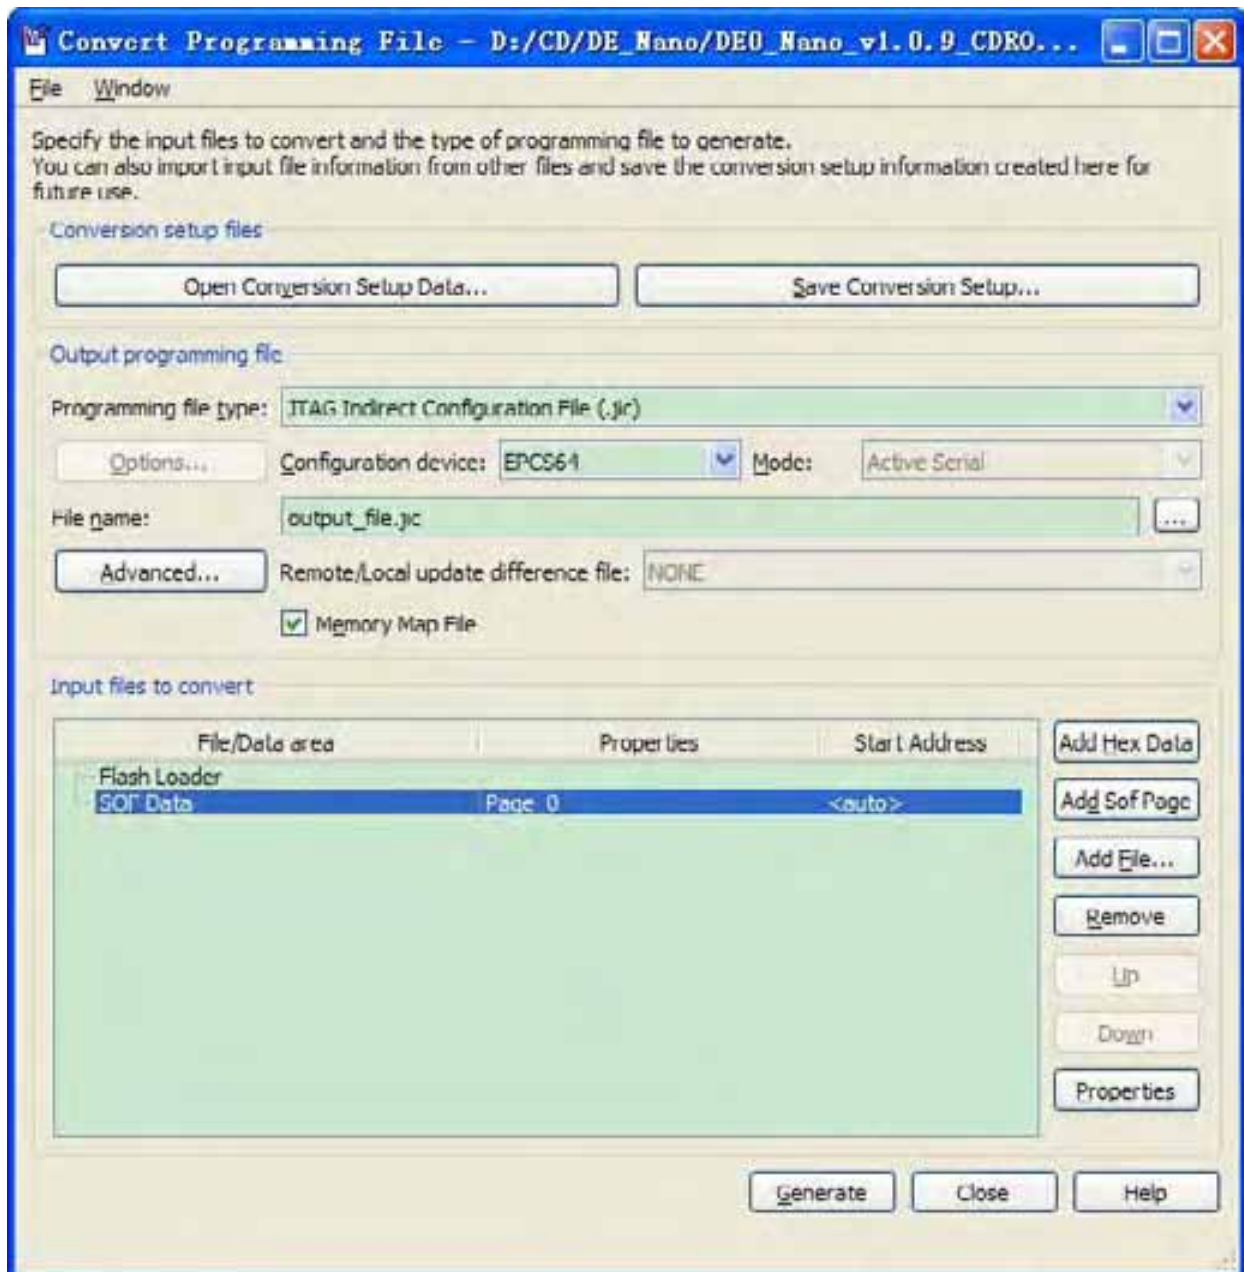 Convert Programming File - D:/CD/DE_Nano/DE0_Nano_v1.0.9_CDRO...
File Window
Specify the input files to convert and the type of programming file to generate.
You can also import input file information from other files and save the conversion setup information created here for
future use.
Conversion setup files
Open Conversion Setup Data... Save Conversion Setup...
Output programming file
Programming file type: JTAG Indirect Configuration File (.jic)
Options... Configuration device: EPCS64 Mode: Active Serial
File name: output_file.jic ...
Advanced... Remote/Local update difference file: NONE
Memory Map File
Input files to convert
File/Data area Properties Start Address Add Hex Data
Flash Loader
SOF Data Page_0 <auto> Add Sof Page
Add File...
Remove
Up
Down
Properties
Generate Close Help